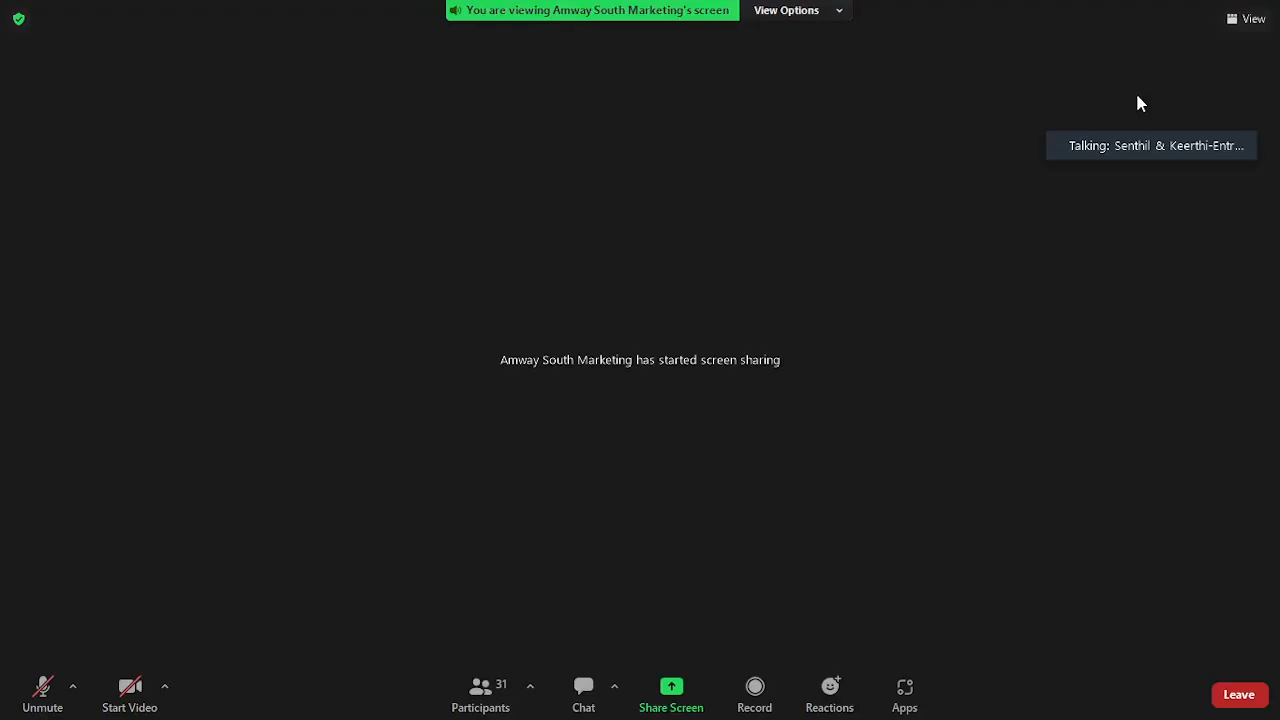 You are viewing Amway South Marketing's screen
View Options
View
Talking: Senthil & Keerthi-Entr...
Amway South Marketing has started screen sharing
Unmute
Start Video
31
Participants
Chat
Share Screen
Record
Reactions
Apps
Leave